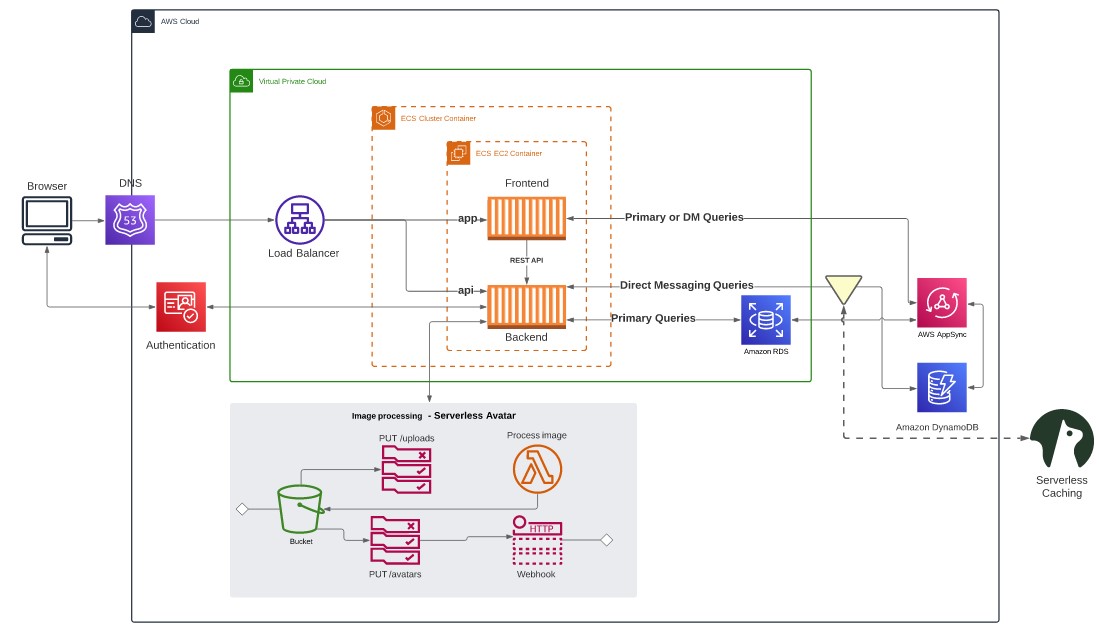 AWS Cloud
Virtual Private Cloud
ECS Cluster Container
ECS EC2 Container
Browser
DNS
53
Load Balancer
Frontend
app
Primary or DM Queries
REST API
api
Direct Messaging Queries
Primary Queries
Backend
Authentication
Amazon RDS
AWS AppSync
Amazon DynamoDB
Serverless
Caching
Image processing - Serverless Avatar
PUT /uploads
Process image
Bucket
PUT /avatars
HTTP
Webhook